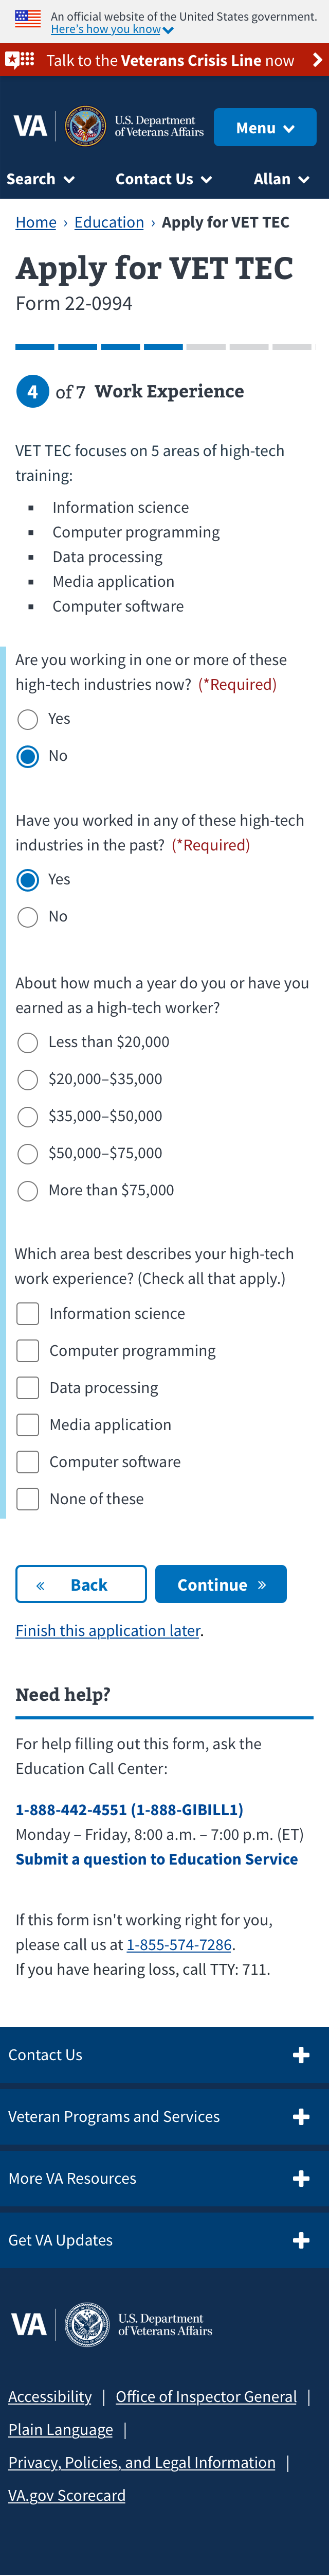 An official website of the United States government.
Here's how you know
Talk to the Veterans Crisis Line now
VA
U.S. Department
of Veterans Affairs
Menu
Search
Contact Us
Allan
Home › Education › Apply for VET TEC
Apply for VET TEC
Form 22-0994
4 of 7 Work Experience
VET TEC focuses on 5 areas of high-tech
training:
Information science
Computer programming
Data processing
Media application
Computer software
Are you working in one or more of these
high-tech industries now? (*Required)
Yes
No
Have you worked in any of these high-tech
industries in the past? (*Required)
Yes
No
About how much a year do you or have you
earned as a high-tech worker?
Less than $20,000
$20,000–$35,000
$35,000–$50,000
$50,000–$75,000
More than $75,000
Which area best describes your high-tech
work experience? (Check all that apply.)
Information science
Computer programming
Data processing
Media application
Computer software
None of these
« Back
Continue »
Finish this application later.
Need help?
For help filling out this form, ask the
Education Call Center:
1-888-442-4551 (1-888-GIBILL1)
Monday – Friday, 8:00 a.m. – 7:00 p.m. (ET)
Submit a question to Education Service
If this form isn't working right for you,
please call us at 1-855-574-7286.
If you have hearing loss, call TTY: 711.
Contact Us
Veteran Programs and Services
More VA Resources
Get VA Updates
VA
U.S. Department
of Veterans Affairs
Accessibility | Office of Inspector General |
Plain Language |
Privacy, Policies, and Legal Information |
VA.gov Scorecard